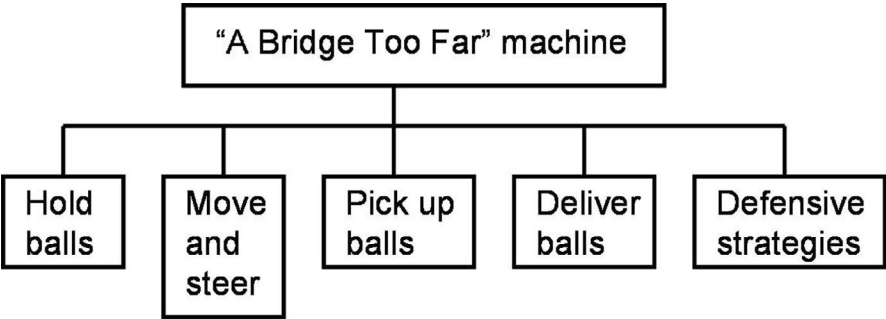 “A Bridge Too Far” machine
Hold
balls
Move
and
steer
Pick up
balls
Deliver
balls
Defensive
strategies